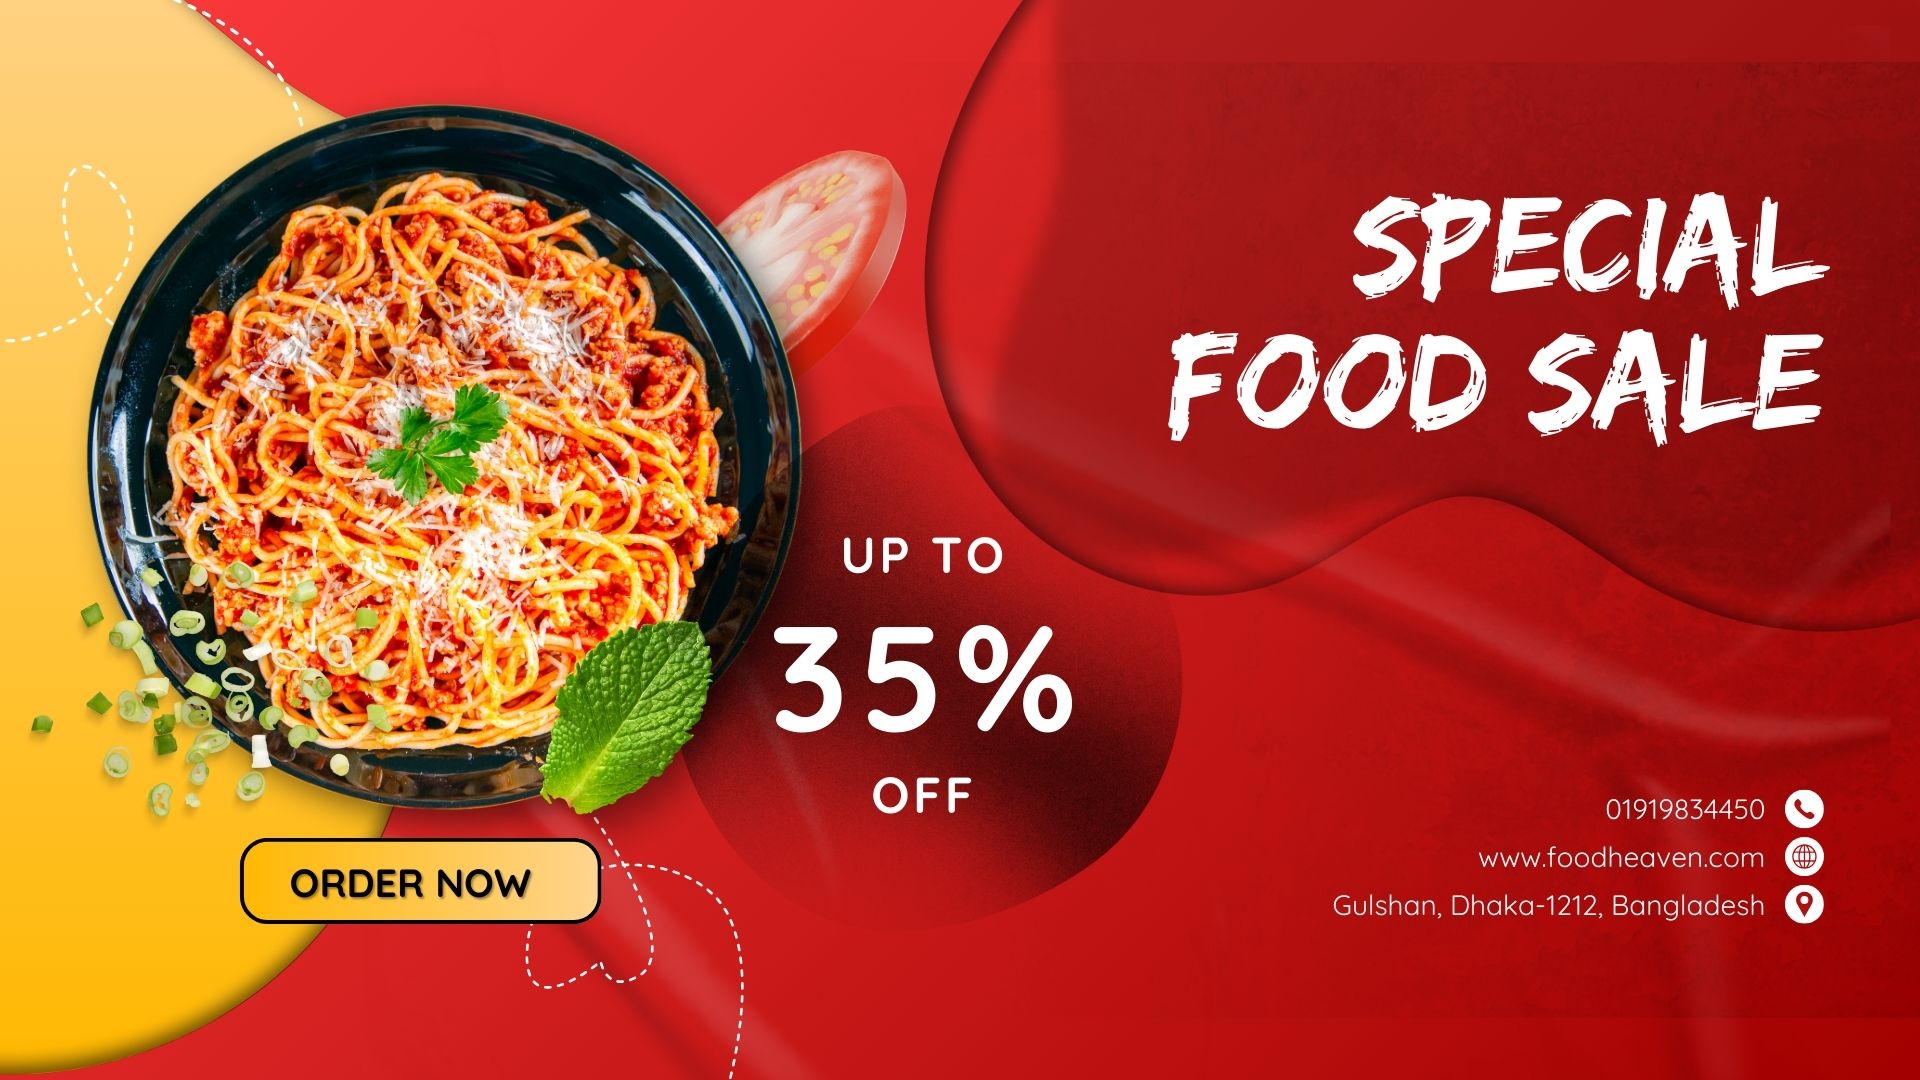 SPECIAL
FOOD SALE
UP TO
35%
OFF
ORDER NOW
01919834450
www.foodheaven.com
Gulshan, Dhaka-1212, Bangladesh